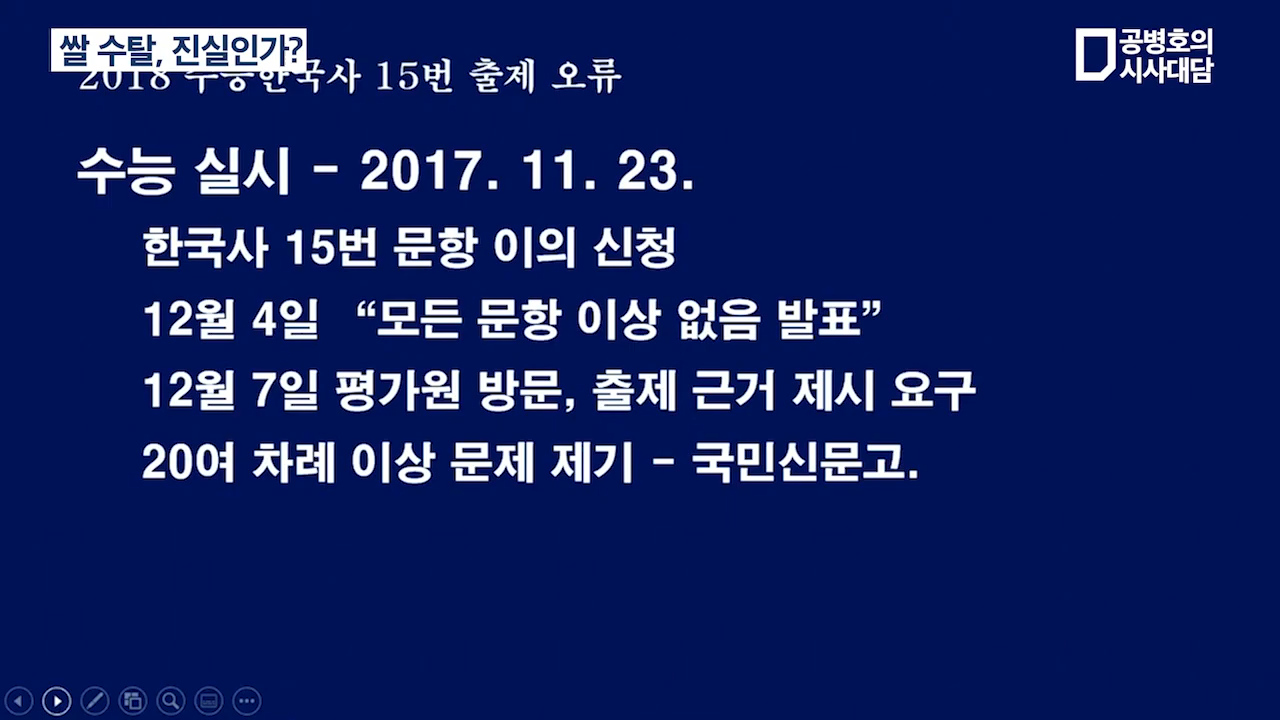 쌀 수탈, 진실인가?
공병호의
시사대담
2018 수능한국사 15번 출제 오류
수능 실시 - 2017. 11. 23.
한국사 15번 문항 이의 신청
12월 4일 “모든 문항 이상 없음 발표”
12월 7일 평가원 방문, 출제 근거 제시 요구
20여 차례 이상 문제 제기 - 국민신문고.